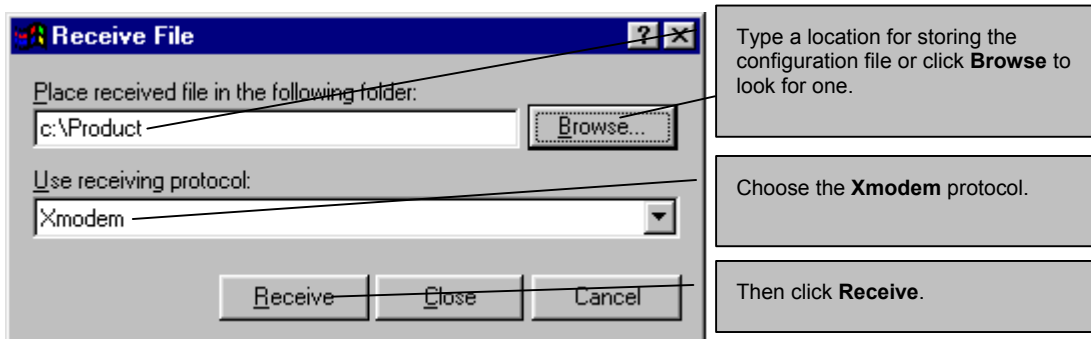 Receive File
Place received file in the following folder:
c:\Product
Browse...
Use receiving protocol:
Xmodem
Receive
Close
Cancel
Type a location for storing the
configuration file or click Browse to
look for one.
Choose the Xmodem protocol.
Then click Receive.